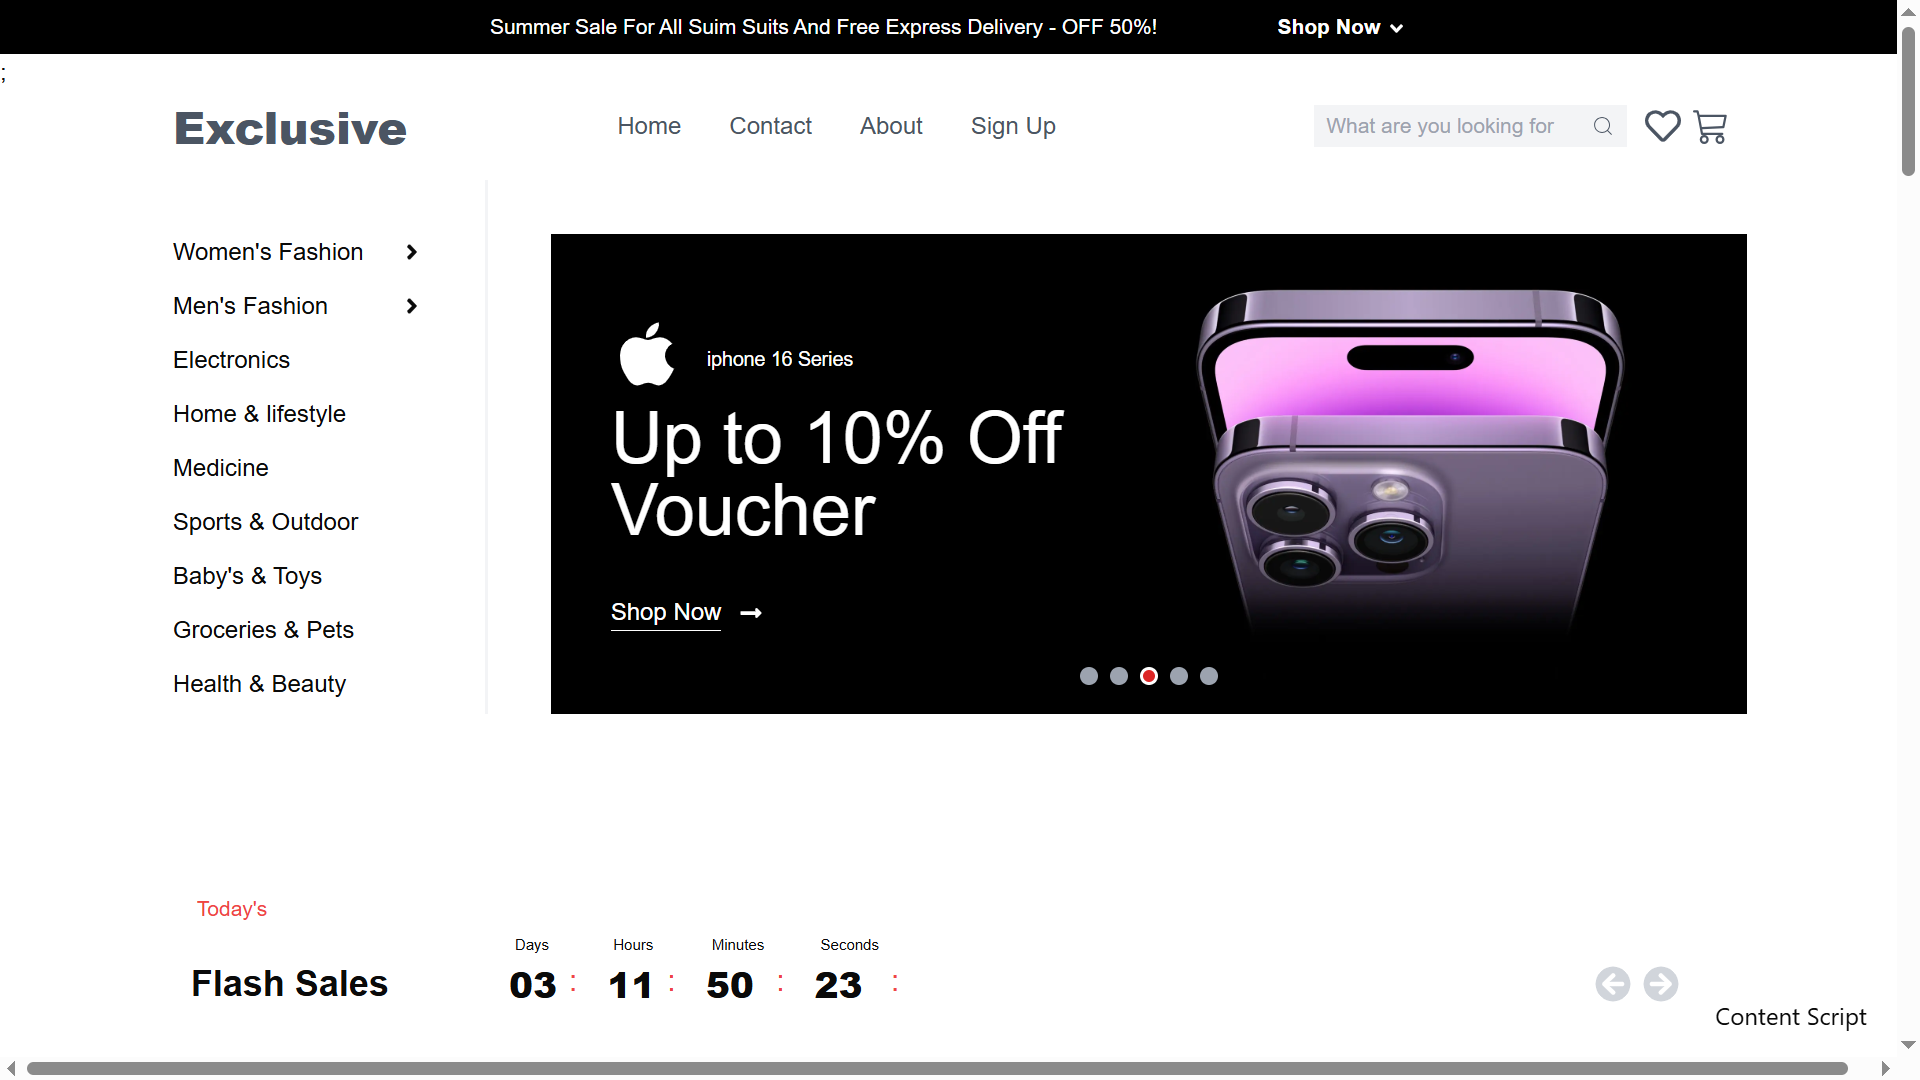 Summer Sale For All Suim Suits And Free Express Delivery - OFF 50%! Shop Now
;
Exclusive
Home Contact About Sign Up
What are you looking for
Women's Fashion
Men's Fashion
Electronics
Home & lifestyle
Medicine
Sports & Outdoor
Baby's & Toys
Groceries & Pets
Health & Beauty
iphone 16 Series
Up to 10% Off
Voucher
Shop Now
Today's
Flash Sales
Days Hours Minutes Seconds
03 : 11 : 50 : 23 :
Content Script